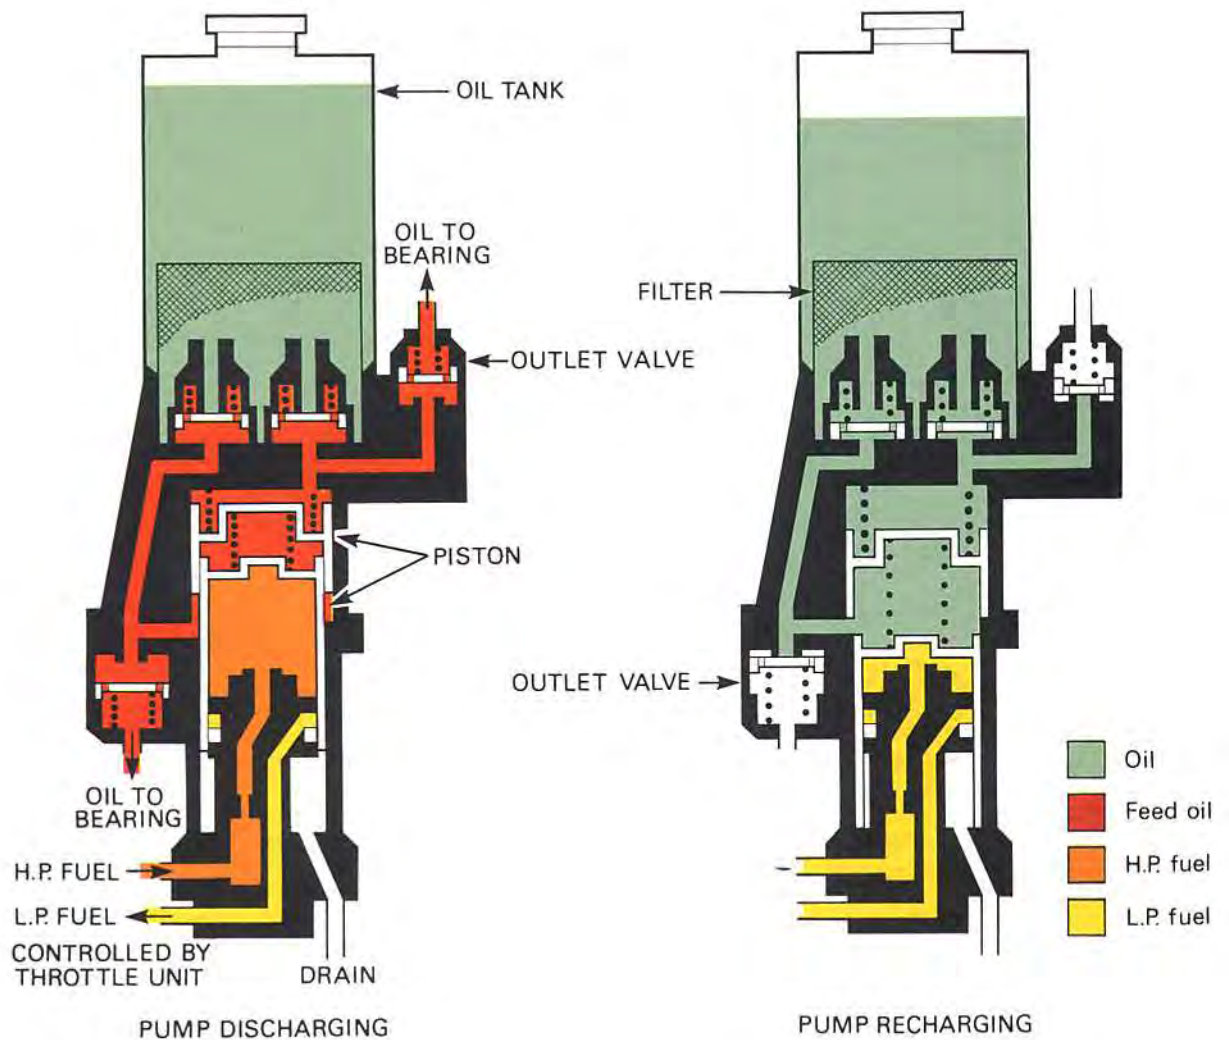 OIL TANK
OIL TO
BEARING
OUTLET VALVE
PISTON
OIL TO
BEARING
H.P. FUEL
L.P. FUEL
CONTROLLED BY
THROTTLE UNIT
DRAIN
PUMP DISCHARGING
FILTER
OUTLET VALVE
Oil
Feed oil
H.P. fuel
L.P. fuel
PUMP RECHARGING